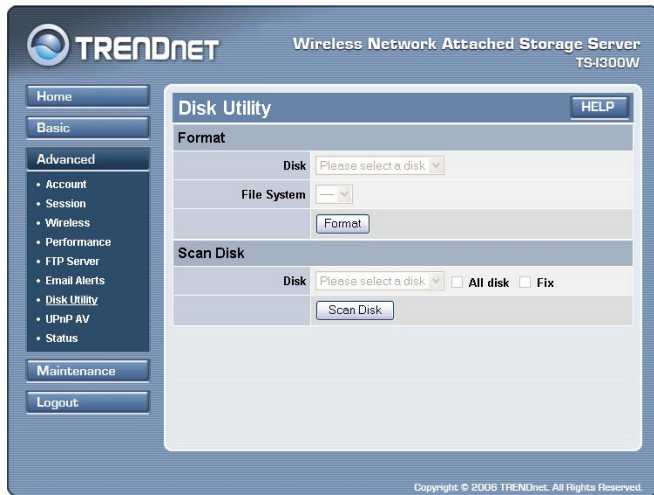 TRENDNET
Wireless Network Attached Storage Server
TS-I300W
Home
Basic
Advanced
• Account
• Session
• Wireless
• Performance
• FTP Server
• Email Alerts
• Disk Utility
• UPnP AV
• Status
Maintenance
Logout
Disk Utility
HELP
Format
Disk Please select a disk
File System ---
Format
Scan Disk
Disk Please select a disk All disk Fix
Scan Disk
Copyright © 2006 TRENDnet. All Rights Reserved.